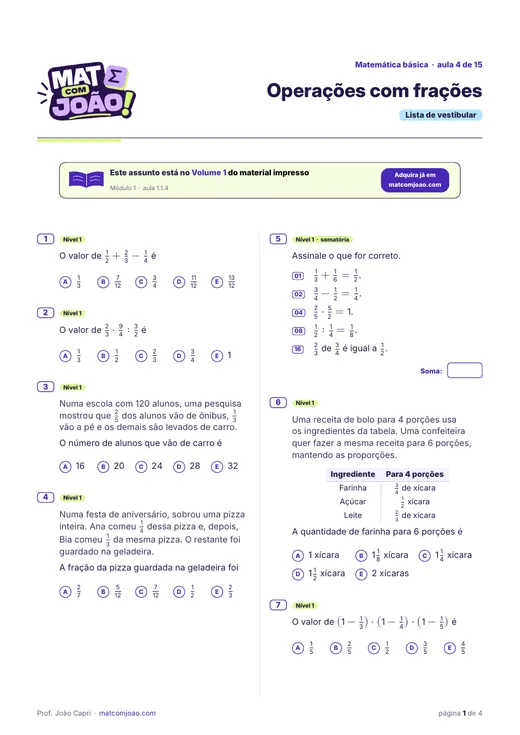 MAT Σ
COM
JOÃO!
Matemática básica · aula 4 de 15
Operações com frações
Lista de vestibular
Este assunto está no Volume 1 do material impresso
Módulo 1 · aula 1.1.4
Adquira já em
matcomjoao.com
1 Nível 1
O valor de 1/2 + 2/3 − 1/4 é
A 1/3 B 7/12 C 3/4 D 11/12 E 13/12
2 Nível 1
O valor de 2/3 · 9/4 : 3/2 é
A 1/3 B 1/2 C 2/3 D 3/4 E 1
3 Nível 1
Numa escola com 120 alunos, uma pesquisa
mostrou que 2/5 dos alunos vão de ônibus, 1/3
vão a pé e os demais são levados de carro.
O número de alunos que vão de carro é
A 16 B 20 C 24 D 28 E 32
4 Nível 1
Numa festa de aniversário, sobrou uma pizza
inteira. Ana comeu 1/4 dessa pizza e, depois,
Bia comeu 1/3 da mesma pizza. O restante foi
guardado na geladeira.
A fração da pizza guardada na geladeira foi
A 2/7 B 5/12 C 7/12 D 1/2 E 2/3
5 Nível 1 · somatória
Assinale o que for correto.
01 1/3 + 1/6 = 1/2.
02 3/4 − 1/2 = 1/4.
04 2/5 · 5/2 = 1.
08 1/2 : 1/4 = 1/8.
16 2/3 de 3/4 é igual a 1/2.
Soma:
6 Nível 1
Uma receita de bolo para 4 porções usa
os ingredientes da tabela. Uma confeiteira
quer fazer a mesma receita para 6 porções,
mantendo as proporções.
Ingrediente Para 4 porções
Farinha 3/4 de xícara
Açúcar 1/2 xícara
Leite 2/3 de xícara
A quantidade de farinha para 6 porções é
A 1 xícara B 1 1/8 xícara C 1 1/4 xícara
D 1 1/2 xícara E 2 xícaras
7 Nível 1
O valor de (1 − 1/3) · (1 − 1/4) · (1 − 1/5) é
A 1/5 B 2/5 C 1/2 D 3/5 E 4/5
Prof. João Capri · matcomjoao.com
página 1 de 4